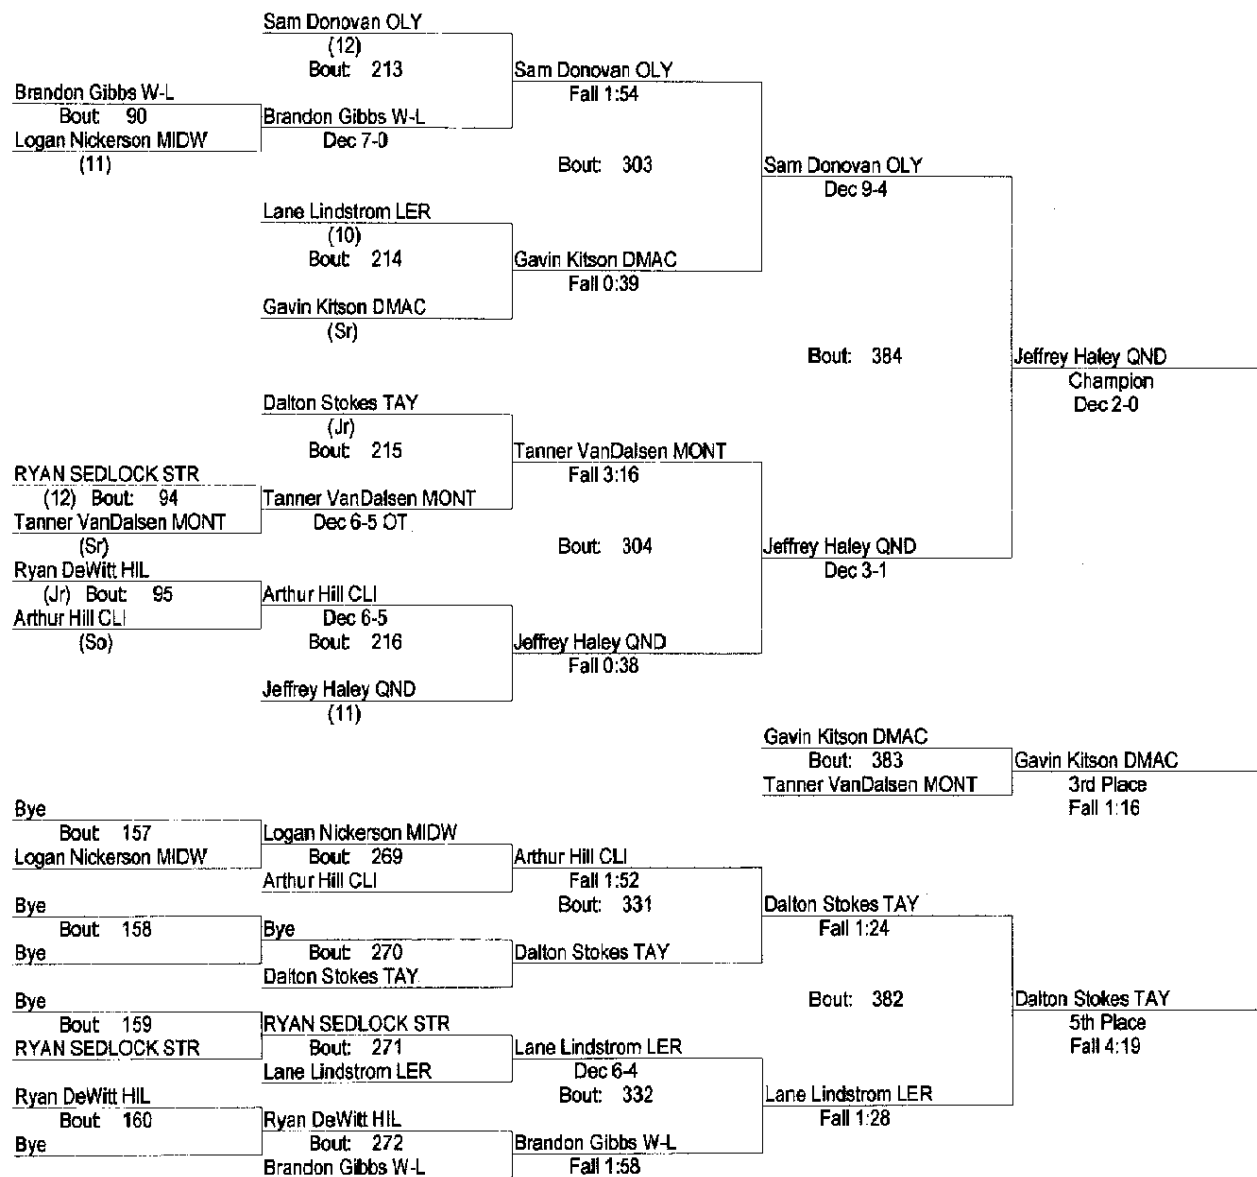 Sam Donovan OLY
(12)
Bout: 213
Sam Donovan OLY
Fall 1:54
Brandon Gibbs W-L
Bout: 90
Brandon Gibbs W-L
Dec 7-0
Logan Nickerson MIDW
(11)
Bout: 303
Sam Donovan OLY
Dec 9-4
Lane Lindstrom LER
(10)
Bout: 214
Gavin Kitson DMAC
Fall 0:39
Gavin Kitson DMAC
(Sr)
Bout: 384
Jeffrey Haley QND
Champion
Dec 2-0
Dalton Stokes TAY
(Jr)
Bout: 215
Tanner VanDalsen MONT
Fall 3:16
RYAN SEDLOCK STR
(12) Bout: 94
Tanner VanDalsen MONT
Dec 6-5 OT
Tanner VanDalsen MONT
(Sr)
Bout: 304
Jeffrey Haley QND
Dec 3-1
Ryan DeWitt HIL
(Jr) Bout: 95
Arthur Hill CLI
Dec 6-5
Arthur Hill CLI
(So)
Bout: 216
Jeffrey Haley QND
Fall 0:38
Jeffrey Haley QND
(11)
Gavin Kitson DMAC
Bout: 383
Gavin Kitson DMAC
Tanner VanDalsen MONT
3rd Place
Fall 1:16
Bye
Bout: 157
Logan Nickerson MIDW
Logan Nickerson MIDW
Bout: 269
Arthur Hill CLI
Arthur Hill CLI
Fall 1:52
Bout: 331
Dalton Stokes TAY
Fall 1:24
Bye
Bout: 158
Bye
Bye
Bout: 270
Dalton Stokes TAY
Dalton Stokes TAY
Bout: 382
Dalton Stokes TAY
5th Place
Fall 4:19
Bye
Bout: 159
RYAN SEDLOCK STR
RYAN SEDLOCK STR
Bout: 271
Lane Lindstrom LER
Lane Lindstrom LER
Dec 6-4
Bout: 332
Lane Lindstrom LER
Fall 1:28
Ryan DeWitt HIL
Bout: 160
Bye
Ryan DeWitt HIL
Bout: 272
Brandon Gibbs W-L
Brandon Gibbs W-L
Fall 1:58